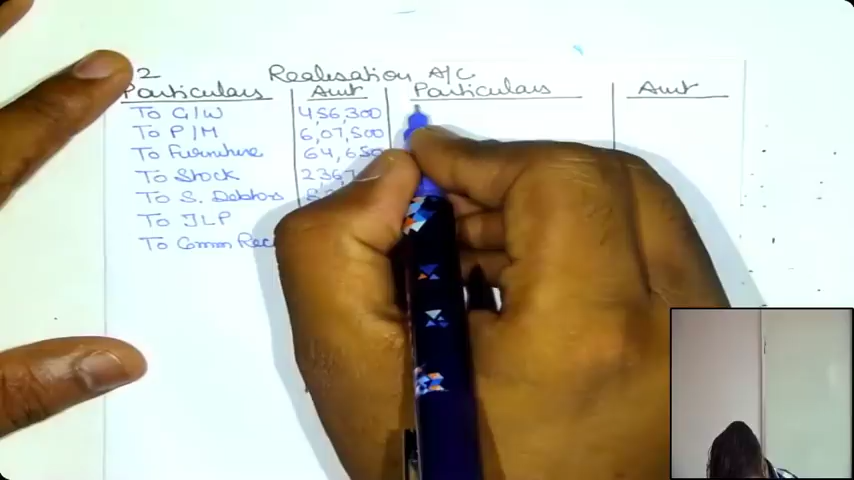 2 Realisation A/C
Particulars Amt Particulars Amt
To G/W 4,56,300
To P/M 6,07,500
To Furniture 64,650
To Stock
To S. Debtors
To JLP
To Comm Rec